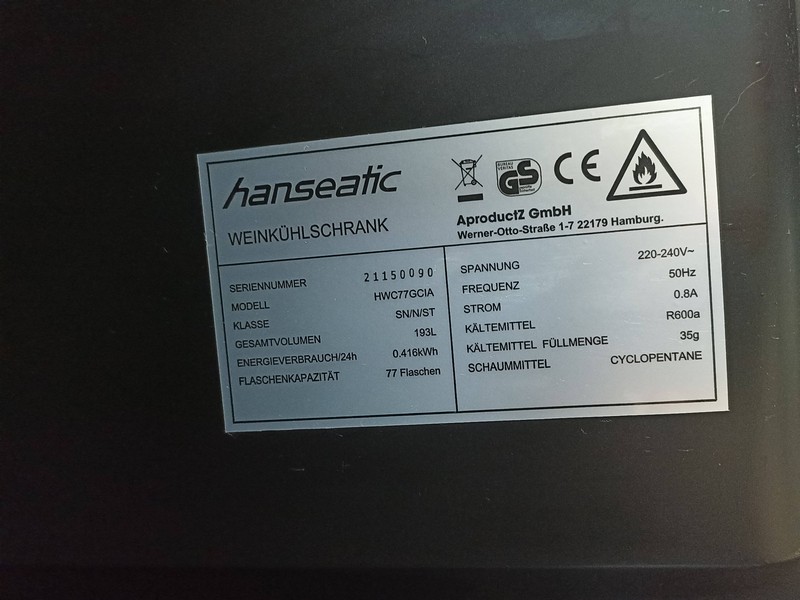 hanseatic
WEINKÜHLSCHRANK
BUREAU
VERITAS
GS
CE
AproductZ GmbH
Werner-Otto-Straße 1-7 22179 Hamburg.
SERIENNUMMER 21150090
MODELL HWC77GCIA
KLASSE SN/N/ST
GESAMTVOLUMEN 193L
ENERGIEVERBRAUCH/24h 0.416kWh
FLASCHENKAPAZITÄT 77 Flaschen
SPANNUNG 220-240V~
FREQUENZ 50Hz
STROM 0.8A
KÄLTEMITTEL R600a
KÄLTEMITTEL FÜLLMENGE 35g
SCHAUMMITTEL CYCLOPENTANE